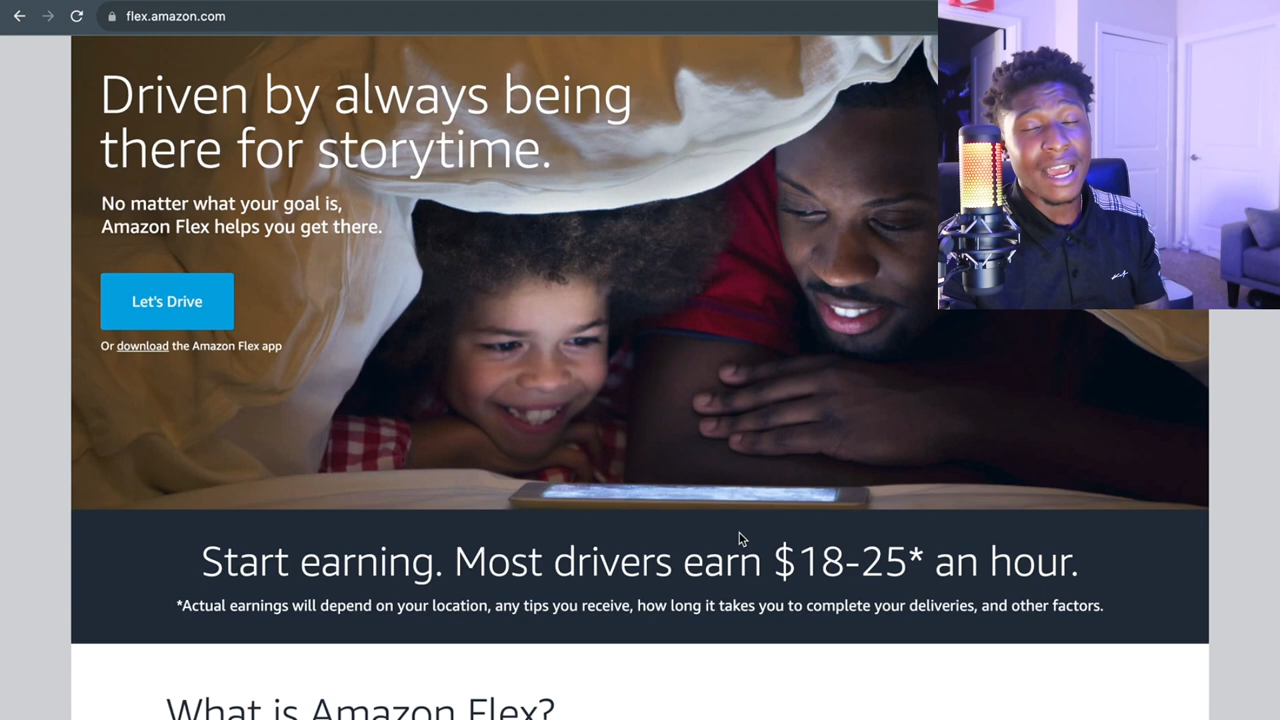 flex.amazon.com
Driven by always being
there for storytime.
No matter what your goal is,
Amazon Flex helps you get there.
Let's Drive
Or download the Amazon Flex app
Start earning. Most drivers earn $18-25* an hour.
*Actual earnings will depend on your location, any tips you receive, how long it takes you to complete your deliveries, and other factors.
What is Amazon Flex?